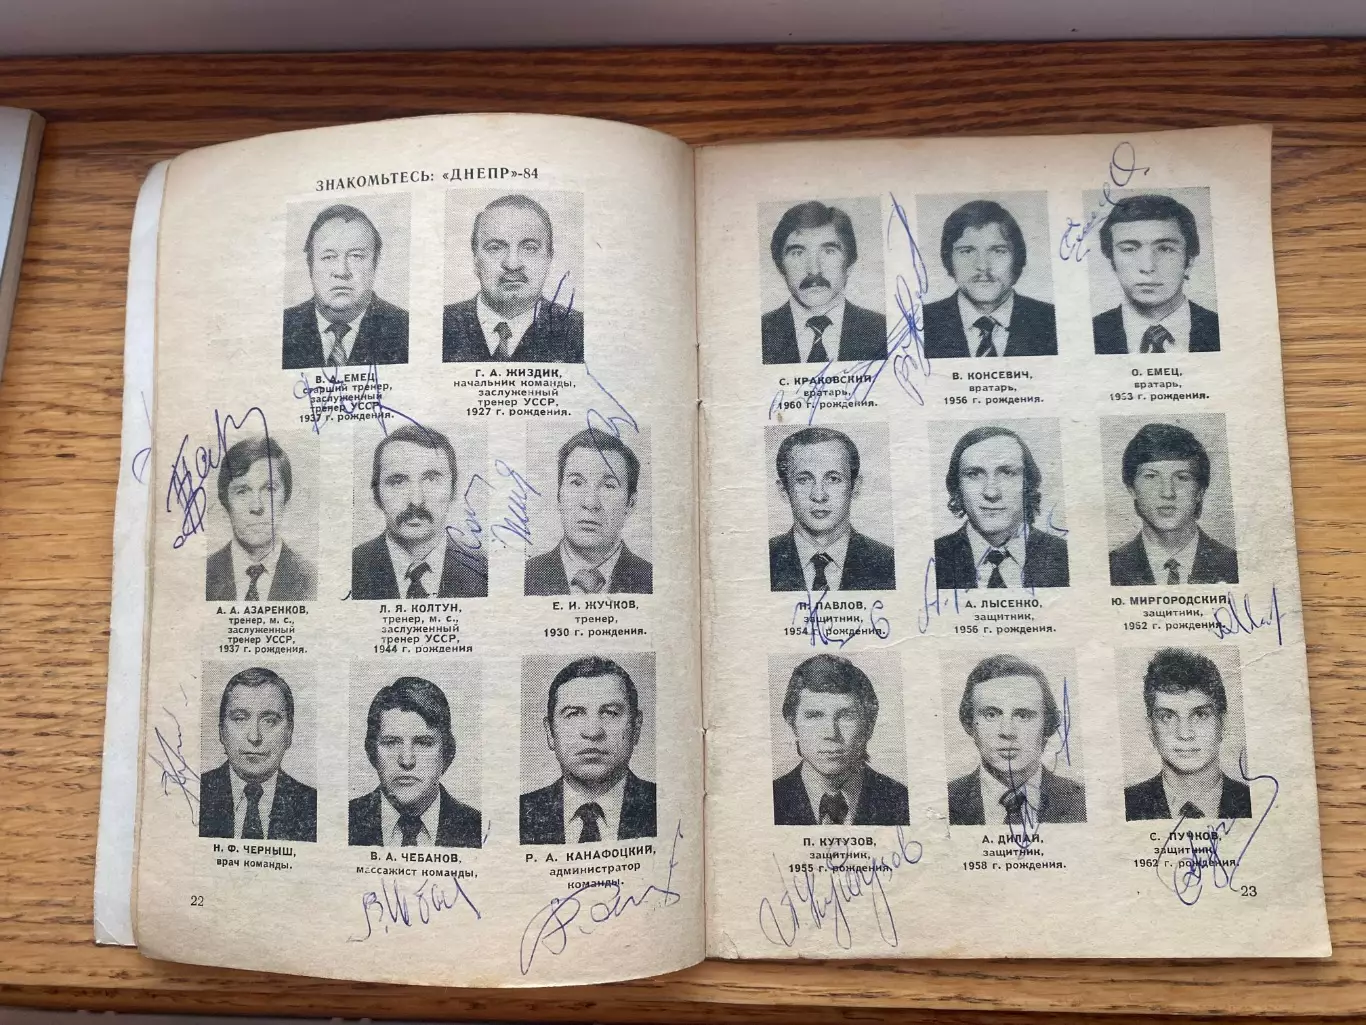 ЗНАКОМЬТЕСЬ: «ДНЕПР»-84
В. А. ЕМЕЦ,
старший тренер,
заслуженный
тренер УССР,
1937 г. рождения.
Г. А. ЖИЗДИК,
начальник команды,
заслуженный
тренер УССР
1927 г. рождения.
А. А. АЗАРЕНКОВ,
тренер, м. с.,
заслуженный
тренер УССР,
1937 г. рождения.
Л. Я. КОЛТУН,
тренер, м. с.,
заслуженный
тренер УССР,
1944 г. рождения.
Е. И. ЖУЧКОВ,
тренер,
1930 г. рождения.
Н. Ф. ЧЕРНЫШ,
врач команды.
В. А. ЧЕБАНОВ,
массажист команды,
Р. А. КАНАФОЦКИЙ,
администратор
команды.
22
С. КРАКОВСКИЙ,
вратарь.
1960 г. рождения.
В. КОНСЕВИЧ,
вратарь,
1956 г. рождения.
О. ЕМЕЦ,
вратарь,
1963 г. рождения.
Н. ПАВЛОВ,
защитник,
1954 г. рождения.
А. ЛЫСЕНКО,
защитник,
1956 г. рождения.
Ю. МИРГОРОДСКИЙ,
защитник,
1962 г. рождения.
П. КУТУЗОВ,
защитник,
1955 г. рождения.
А. ДИЛАЙ,
защитник,
1958 г. рождения.
С. ПУЧКОВ,
защитник,
1962 г. рождения.
23